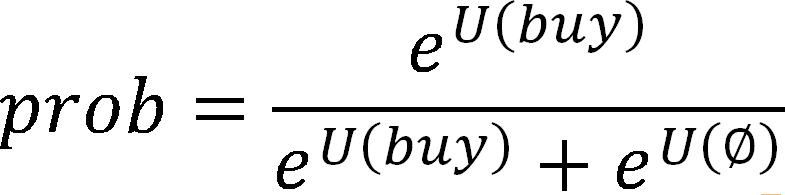 prob = e^{U(buy)} / (e^{U(buy)} + e^{U(∅)})